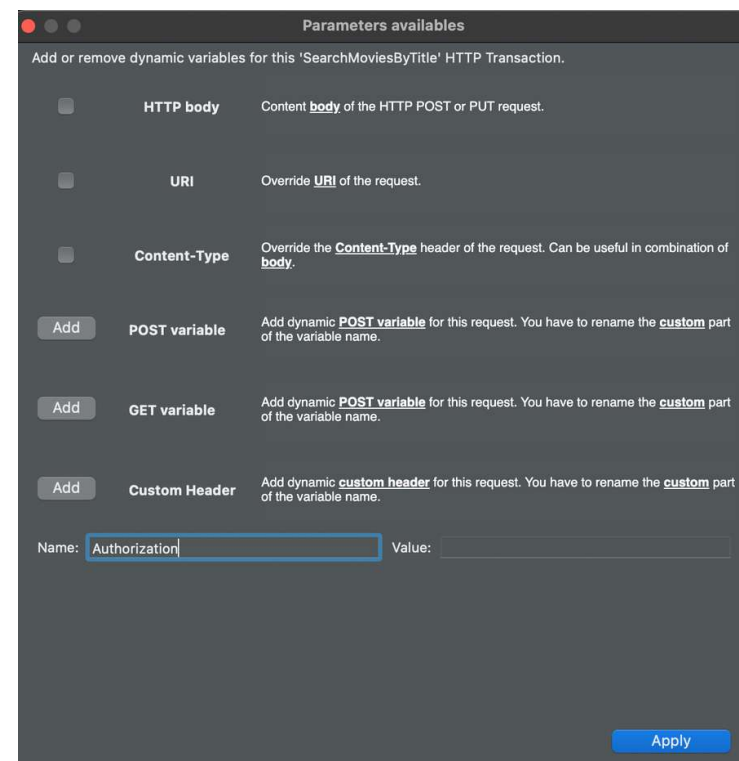 Parameters availables
Add or remove dynamic variables for this 'SearchMoviesByTitle' HTTP Transaction.
HTTP body
Content body of the HTTP POST or PUT request.
URI
Override URI of the request.
Content-Type
Override the Content-Type header of the request. Can be useful in combination of
body.
Add
POST variable
Add dynamic POST variable for this request. You have to rename the custom part
of the variable name.
Add
GET variable
Add dynamic POST variable for this request. You have to rename the custom part
of the variable name.
Add
Custom Header
Add dynamic custom header for this request. You have to rename the custom part
of the variable name.
Name: Authorization Value:
Apply